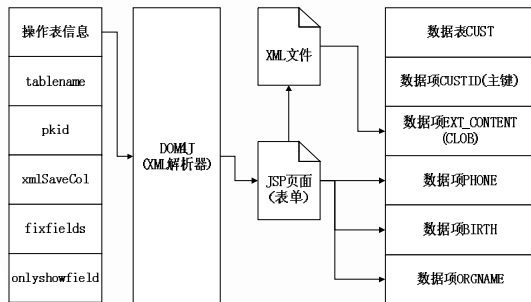 操作表信息
tablename
pkid
xmlSaveCol
fixfields
onlyshowfield
DOM4J
(XML解析器)
XML文件
JSP页面
(表单)
数据表CUST
数据项CUSTID(主键)
数据项EXT_CONTENT
(CLOB)
数据项PHONE
数据项BIRTH
数据项ORGNAME